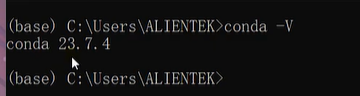 (base) C:\Users\ALIENTEK>conda -V
conda 23.7.4
(base) C:\Users\ALIENTEK>